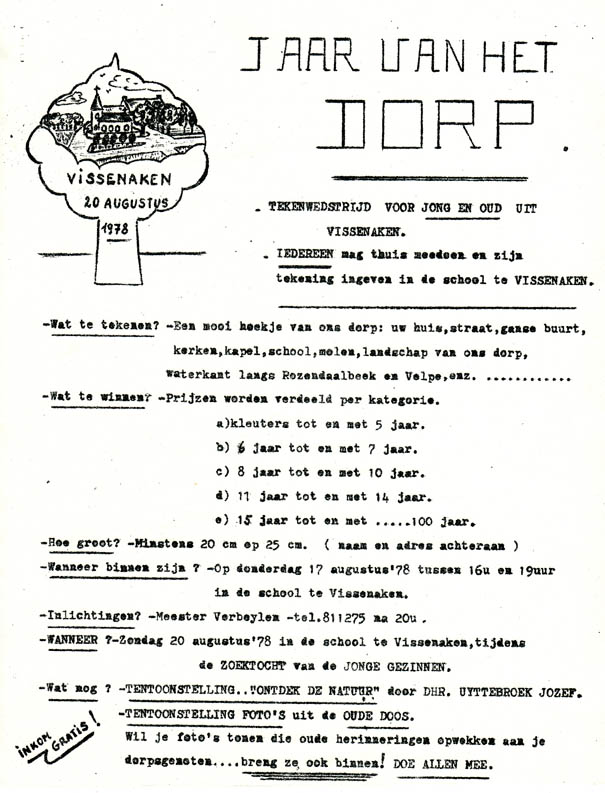 JAAR VAN HET
DORP.
VISSENAKEN
20 AUGUSTUS
1978
- TEKENWEDSTRIJD VOOR JONG EN OUD UIT
VISSENAKEN.
- IEDEREEN mag thuis meedoen en zijn
tekening ingeven in de school te VISSENAKEN.
-Wat te tekenen? -Een mooi hoekje van ons dorp: uw huis,straat,ganse buurt,
kerken,kapel,school,molen,landschap van ons dorp,
waterkant langs Rozendaalbeek en Velpe,enz. ............
-Wat te winnen? -Prijzen worden verdeeld per kategorie.
a)kleuters tot en met 5 jaar.
b) 6 jaar tot en met 7 jaar.
c) 8 jaar tot en met 10 jaar.
d) 11 jaar tot en met 14 jaar.
e) 15 jaar tot en met .....100 jaar.
-Hoe groot? -Minstens 20 cm op 25 cm. ( naam en adres achteraan )
-Wanneer binnen zijn ? -Op donderdag 17 augustus'78 tussen 16u en 19uur
in de school te Vissenaken.
-Inlichtingen? -Meester Verbeylen -tel.811275 na 20u .
-WANNEER ?-Zondag 20 augustus'78 in de school te Vissenaken,tijdens
de ZOEKTOCHT van de JONGE GEZINNEN.
-Wat nog ? -TENTOONSTELLING.."ONTDEK DE NATUUR" door DHR. UYTTEBROEK JOZEF.
-TENTOONSTELLING FOTO'S uit de OUDE DOOS.
Wil je foto's tonen die oude herinneringen opwekken aan je
dorpsgenoten....breng ze ook binnen! DOE ALLEN MEE.
INKOM
GRATIS!